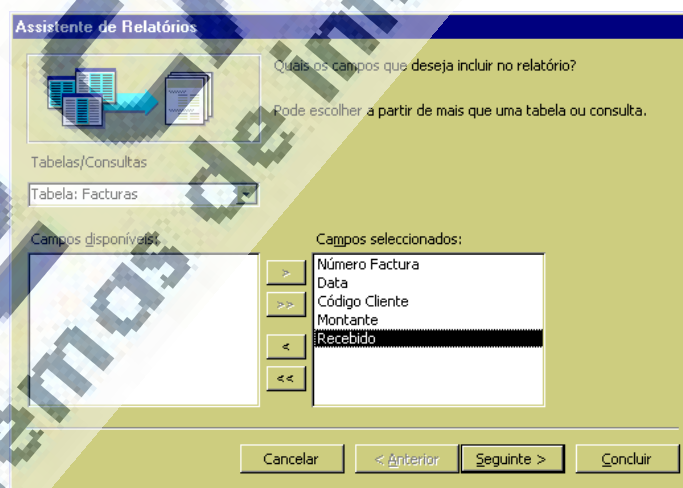 Assistente de Relatórios
Quais os campos que deseja incluir no relatório?
Pode escolher a partir de mais que uma tabela ou consulta.
Tabelas/Consultas
Tabela: Facturas
Campos disponíveis:
Campos seleccionados:
>
>>
<
<<
Número Factura
Data
Código Cliente
Montante
Recebido
Cancelar
< Anterior
Seguinte >
Concluir
emas de